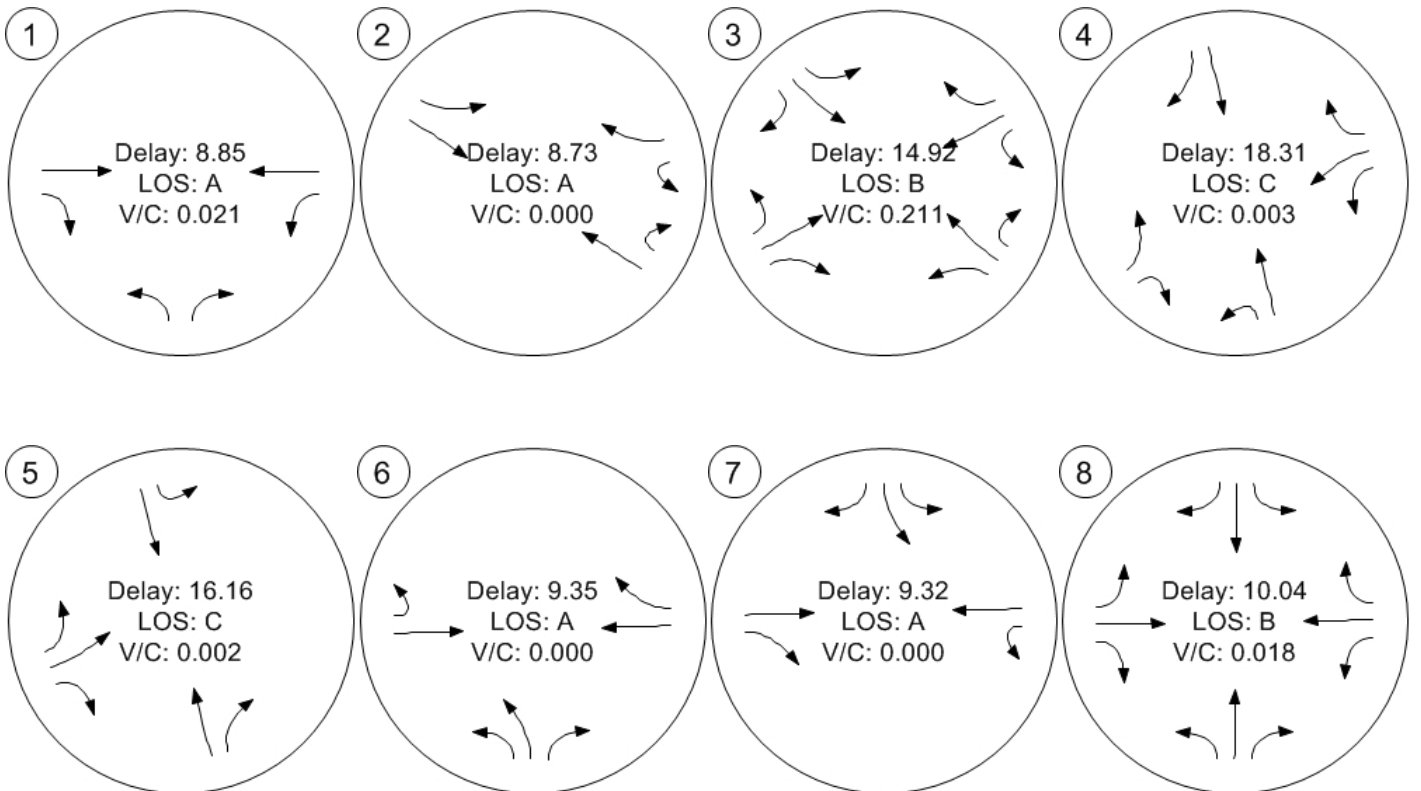 1
Delay: 8.85
LOS: A
V/C: 0.021
2
Delay: 8.73
LOS: A
V/C: 0.000
3
Delay: 14.92
LOS: B
V/C: 0.211
4
Delay: 18.31
LOS: C
V/C: 0.003
5
Delay: 16.16
LOS: C
V/C: 0.002
6
Delay: 9.35
LOS: A
V/C: 0.000
7
Delay: 9.32
LOS: A
V/C: 0.000
8
Delay: 10.04
LOS: B
V/C: 0.018